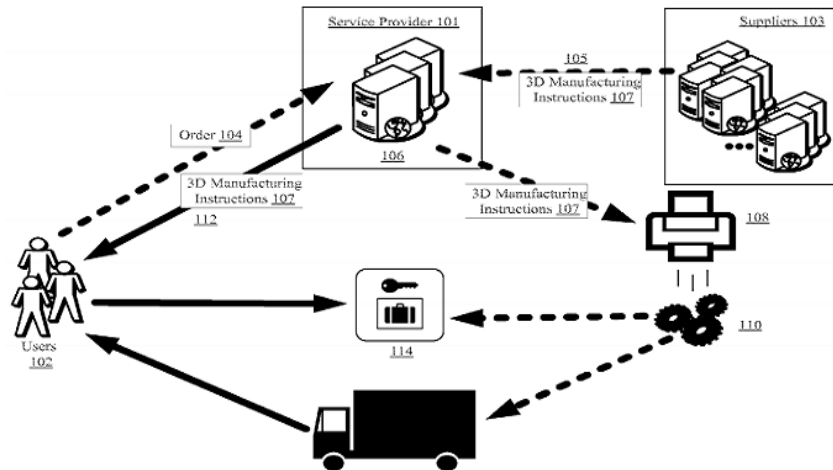 Service Provider 101
Suppliers 103
105
3D Manufacturing
Instructions 107
Order 104
106
3D Manufacturing
Instructions 107
112
3D Manufacturing
Instructions 107
108
110
114
Users
102